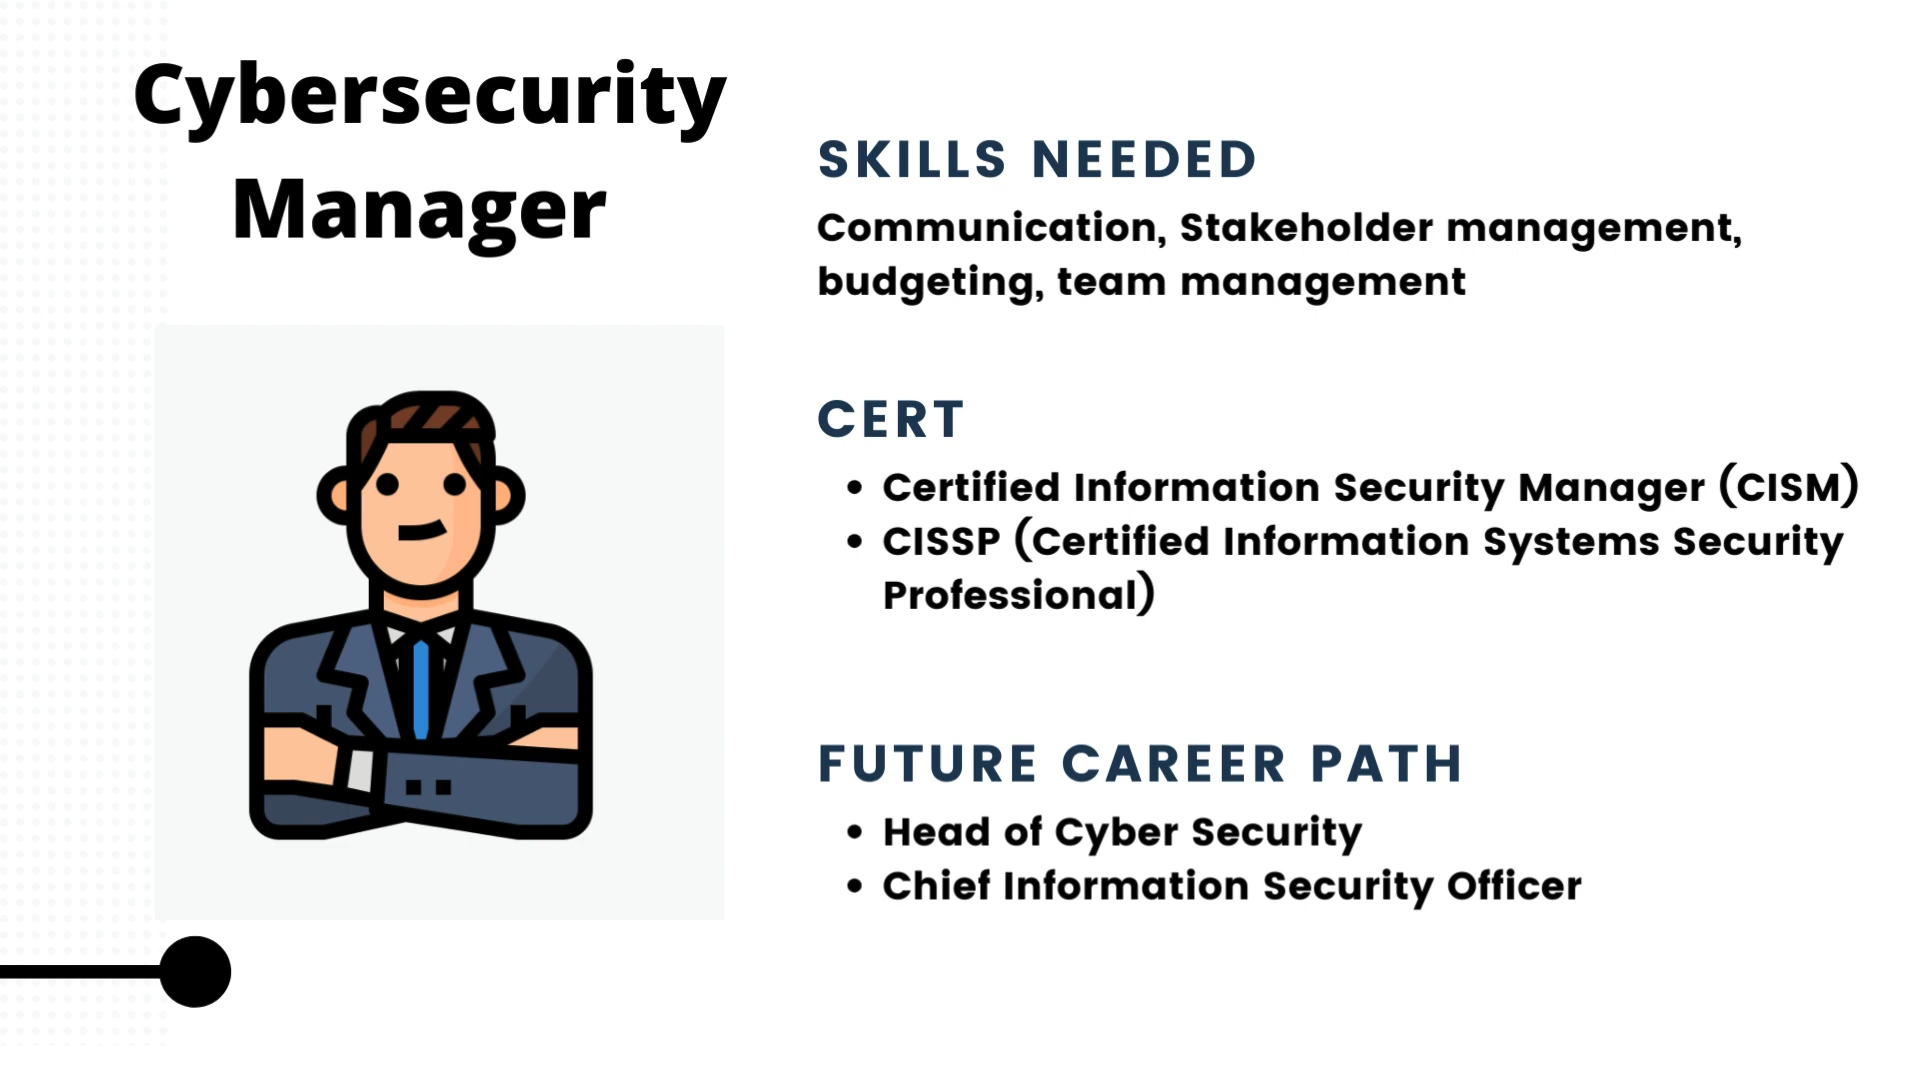 Cybersecurity
Manager
SKILLS NEEDED
Communication, Stakeholder management,
budgeting, team management
CERT
• Certified Information Security Manager (CISM)
• CISSP (Certified Information Systems Security
Professional)
FUTURE CAREER PATH
• Head of Cyber Security
• Chief Information Security Officer